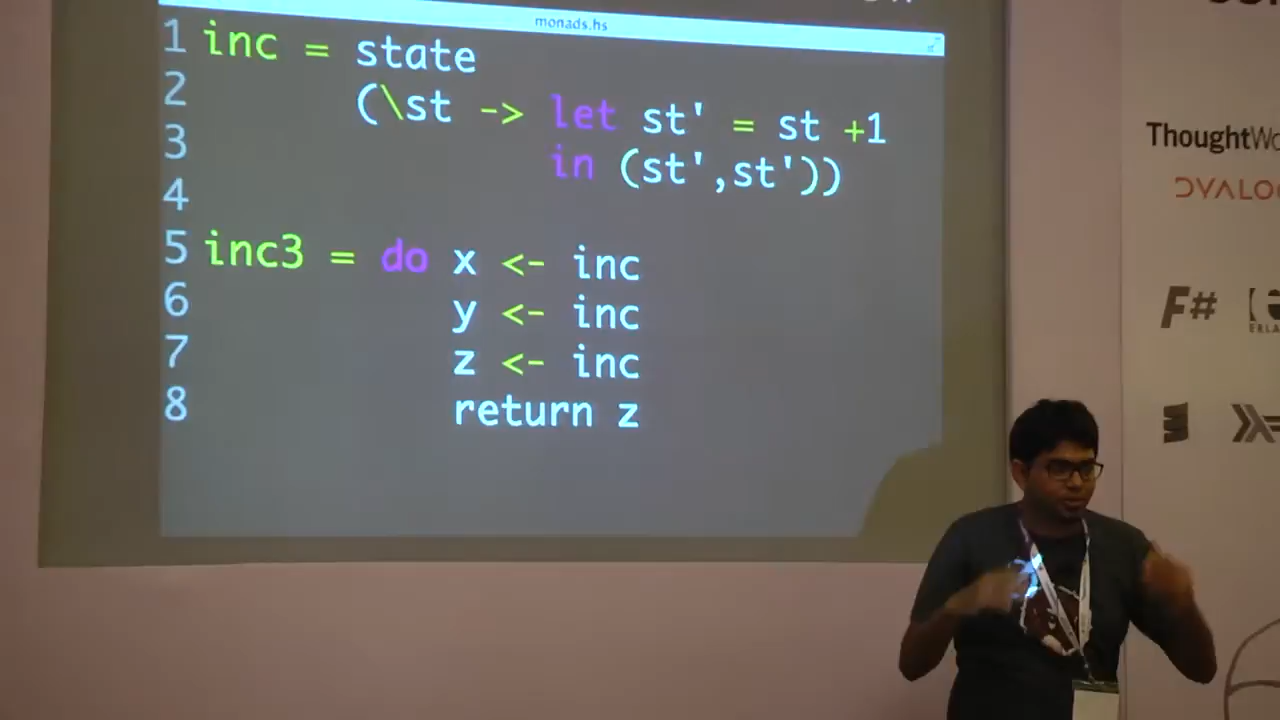 monads.hs
1 inc = state
2 (\st -> let st' = st +1
3 in (st',st'))
4
5 inc3 = do x <- inc
6 y <- inc
7 z <- inc
8 return z
F#